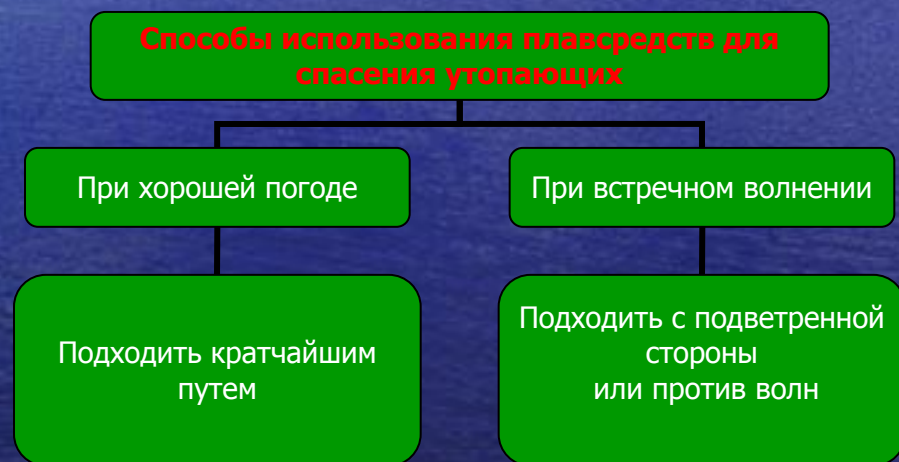 Способы использования плавсредств для
спасения утопающих
При хорошей погоде
При встречном волнении
Подходить кратчайшим
путем
Подходить с подветренной
стороны
или против волн